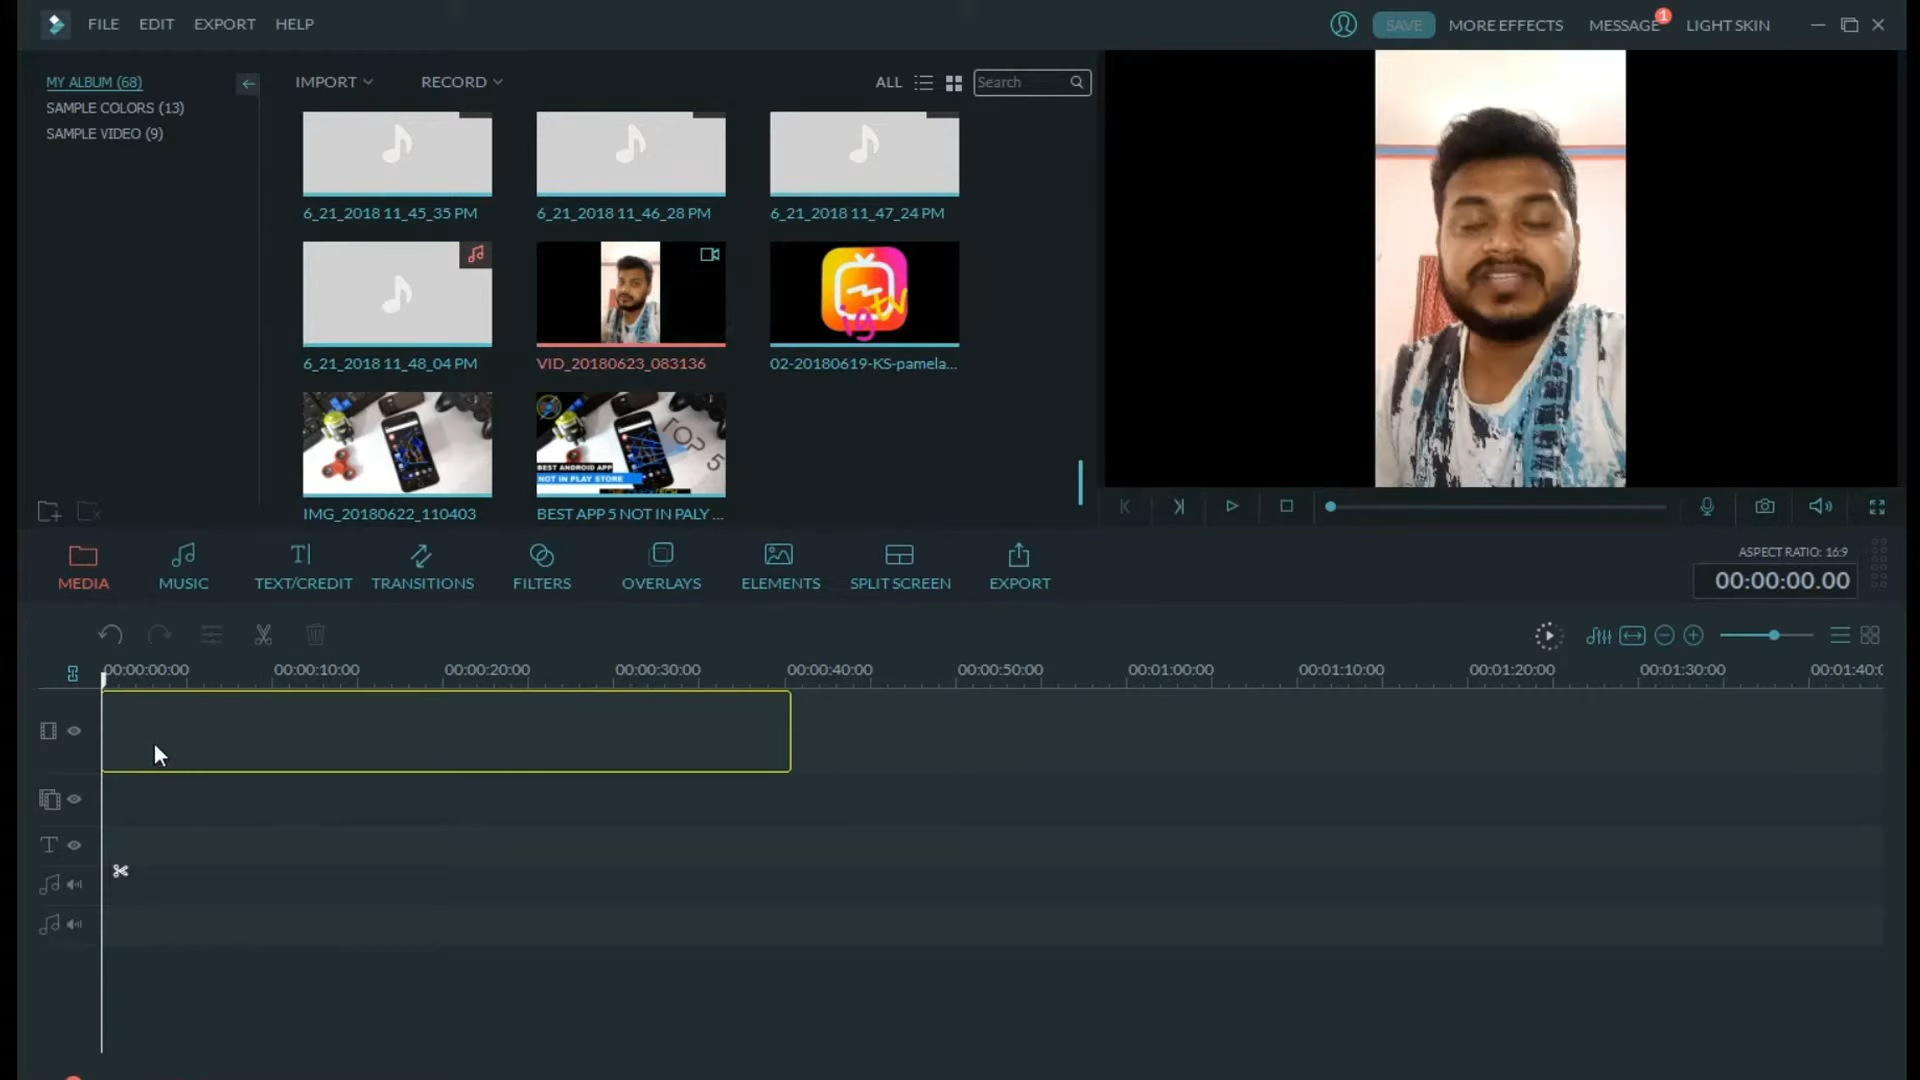 FILE EDIT EXPORT HELP
SAVE MORE EFFECTS MESSAGE 1 LIGHT SKIN
MY ALBUM (68)
SAMPLE COLORS (13)
SAMPLE VIDEO (9)
IMPORT RECORD ALL Search
6_21_2018 11_45_35 PM 6_21_2018 11_46_28 PM 6_21_2018 11_47_24 PM
igtv
6_21_2018 11_48_04 PM VID_20180623_083136 02-20180619-KS-pamela...
TOP 5
BEST ANDROID APP
NOT IN PLAY STORE
IMG_20180622_110403 BEST APP 5 NOT IN PALY ...
MEDIA MUSIC TEXT/CREDIT TRANSITIONS FILTERS OVERLAYS ELEMENTS SPLIT SCREEN EXPORT
ASPECT RATIO: 16:9
00:00:00.00
00:00:00:00 00:00:10:00 00:00:20:00 00:00:30:00 00:00:40:00 00:00:50:00 00:01:00:00 00:01:10:00 00:01:20:00 00:01:30:00 00:01:40:0